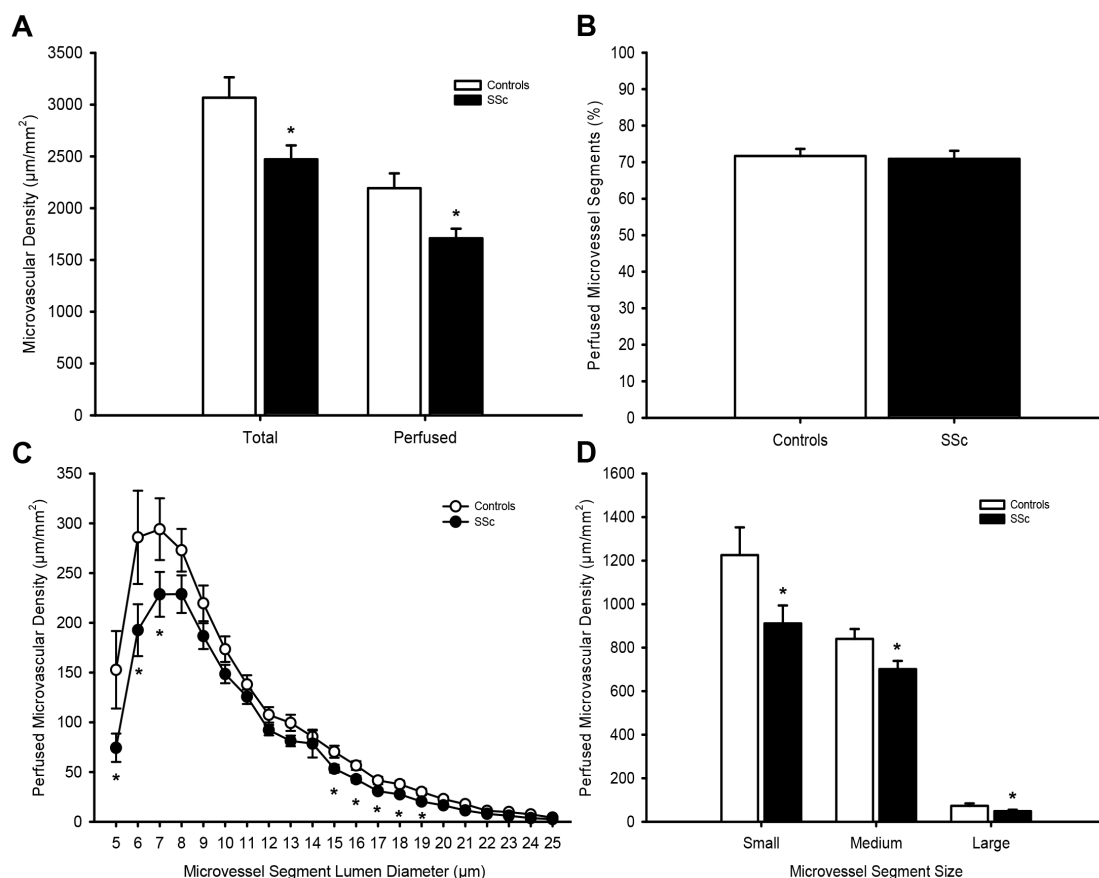 A
Microvascular Density (µm/mm²)
3500
3000
2500
2000
1500
1000
500
0
Controls
SSc
*
*
Total Perfused
B
Perfused Microvessel Segments (%)
100
90
80
70
60
50
40
30
20
10
0
Controls SSc
C
Perfused Microvascular Density (µm/mm²)
350
300
250
200
150
100
50
0
Controls
SSc
*
*
*
* * * * *
5 6 7 8 9 10 11 12 13 14 15 16 17 18 19 20 21 22 23 24 25
Microvessel Segment Lumen Diameter (µm)
D
Perfused Microvascular Density (µm/mm²)
1600
1400
1200
1000
800
600
400
200
0
Controls
SSc
*
*
*
Small Medium Large
Microvessel Segment Size